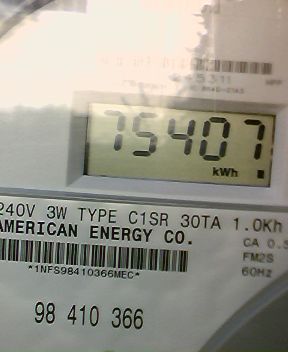 75407
kWh
240V 3W TYPE C1SR 30TA 1.0Kh
AMERICAN ENERGY CO.
CA 0.3
FM2S
60Hz
*1NFS98410366MEC*
98 410 366